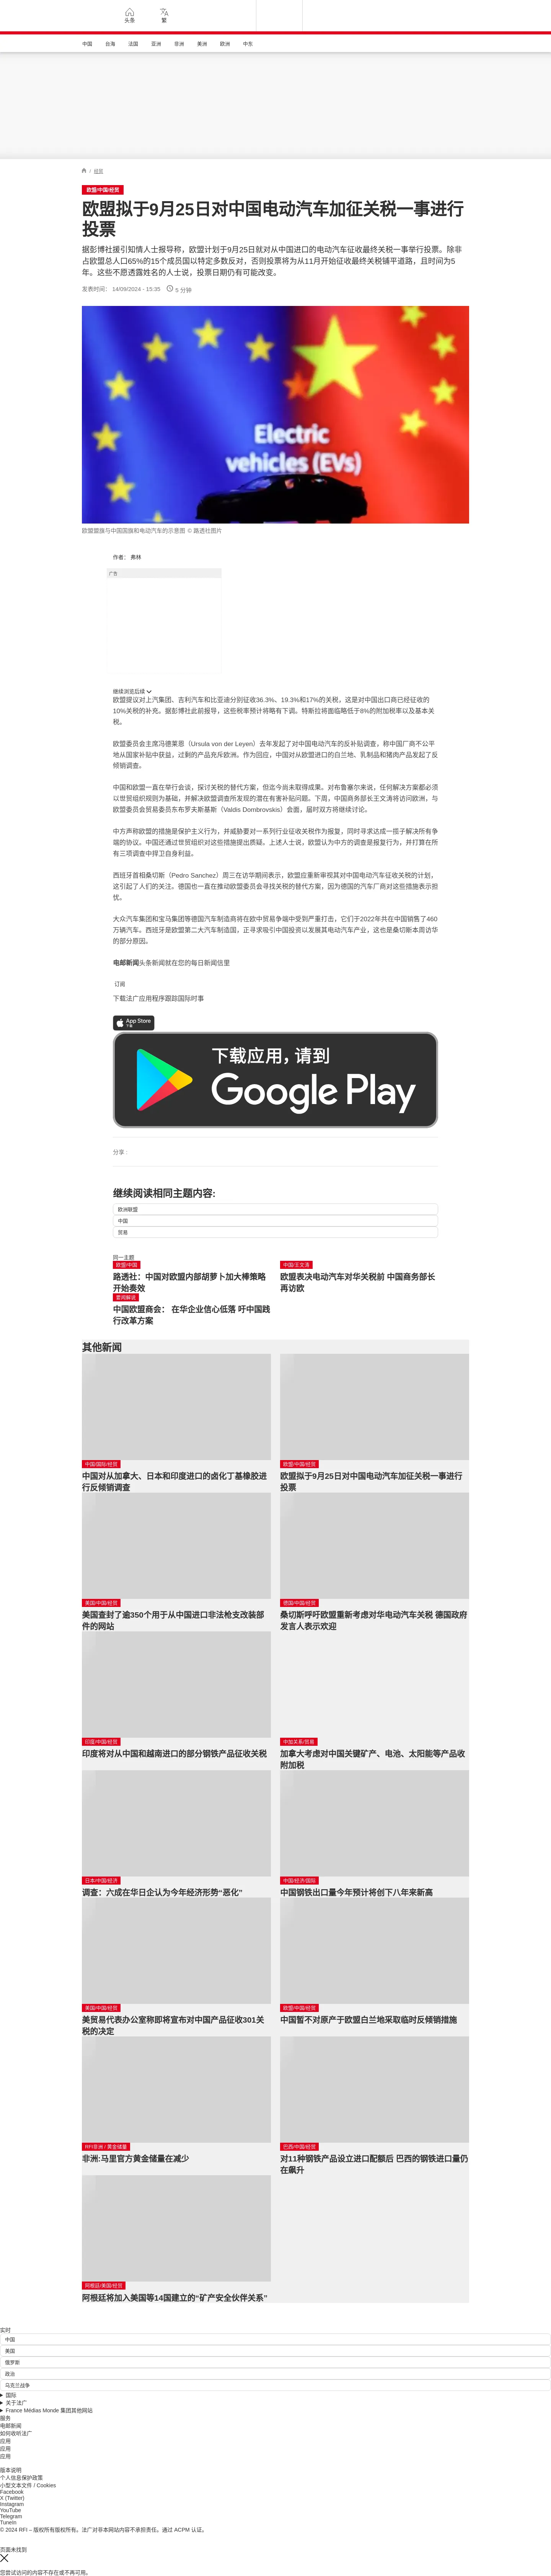 头条
繁
中国
台海
法国
亚洲
非洲
美洲
欧洲
中东
/ 经贸
欧盟/中国/经贸
欧盟拟于9月25日对中国电动汽车加征关税一事进行
投票
据彭博社援引知情人士报导称，欧盟计划于9月25日就对从中国进口的电动汽车征收最终关税一事举行投票。除非
占欧盟总人口65%的15个成员国以特定多数反对，否则投票将为从11月开始征收最终关税铺平道路，且时间为5
年。这些不愿透露姓名的人士说，投票日期仍有可能改变。
发表时间： 14/09/2024 - 15:35
5 分钟
Electric
vehicles (EVs)
欧盟盟旗与中国国旗和电动汽车的示意图 © 路透社图片
作者： 弗林
广告
继续浏览后续
欧盟提议对上汽集团、吉利汽车和比亚迪分别征收36.3%、19.3%和17%的关税，这是对中国出口商已经征收的
10%关税的补充。据彭博社此前报导，这些税率预计将略有下调。特斯拉将面临略低于8%的附加税率以及基本关
税。
欧盟委员会主席冯德莱恩（Ursula von der Leyen）去年发起了对中国电动汽车的反补贴调查，称中国厂商不公平
地从国家补贴中获益，过剩的产品充斥欧洲。作为回应，中国对从欧盟进口的白兰地、乳制品和猪肉产品发起了反
倾销调查。
中国和欧盟一直在举行会谈，探讨关税的替代方案，但迄今尚未取得成果。对布鲁塞尔来说，任何解决方案都必须
以世贸组织规则为基础，并解决欧盟调查所发现的潜在有害补贴问题。下周，中国商务部长王文涛将访问欧洲，与
欧盟委员会贸易委员东布罗夫斯基斯（Valdis Dombrovskis）会面，届时双方将继续讨论。
中方声称欧盟的措施是保护主义行为，并威胁要对一系列行业征收关税作为报复，同时寻求达成一揽子解决所有争
端的协议。中国还通过世贸组织对这些措施提出质疑。上述人士说，欧盟认为中方的调查是报复行为，并打算在所
有三项调查中捍卫自身利益。
西班牙首相桑切斯（Pedro Sanchez）周三在访华期间表示，欧盟应重新审视其对中国电动汽车征收关税的计划，
这引起了人们的关注。德国也一直在推动欧盟委员会寻找关税的替代方案，因为德国的汽车厂商对这些措施表示担
忧。
大众汽车集团和宝马集团等德国汽车制造商将在欧中贸易争端中受到严重打击，它们于2022年共在中国销售了460
万辆汽车。西班牙是欧盟第二大汽车制造国，正寻求吸引中国投资以发展其电动汽车产业，这也是桑切斯本周访华
的部分原因。
电邮新闻头条新闻就在您的每日新闻信里
订阅
下载法广应用程序跟踪国际时事
App Store
下载
下载应用，请到
Google Play
分享 :
继续阅读相同主题内容:
欧洲联盟
中国
贸易
同一主题
欧盟/中国
路透社：中国对欧盟内部胡萝卜加大棒策略
开始奏效
中国/王文涛
欧盟表决电动汽车对华关税前 中国商务部长
再访欧
要闻解说
中国欧盟商会： 在华企业信心低落 吁中国践
行改革方案
其他新闻
中国/国际/经贸
中国对从加拿大、日本和印度进口的卤化丁基橡胶进
行反倾销调查
欧盟/中国/经贸
欧盟拟于9月25日对中国电动汽车加征关税一事进行
投票
美国/中国/经贸
美国查封了逾350个用于从中国进口非法枪支改装部
件的网站
德国/中国/经贸
桑切斯呼吁欧盟重新考虑对华电动汽车关税 德国政府
发言人表示欢迎
印度/中国/经贸
印度将对从中国和越南进口的部分钢铁产品征收关税
中加关系/贸易
加拿大考虑对中国关键矿产、电池、太阳能等产品收
附加税
日本/中国/经济
调查：六成在华日企认为今年经济形势“恶化”
中国/经济/国际
中国钢铁出口量今年预计将创下八年来新高
美国/中国/经贸
美贸易代表办公室称即将宣布对中国产品征收301关
税的决定
欧盟/中国/经贸
中国暂不对原产于欧盟白兰地采取临时反倾销措施
RFI非洲 / 黄金储量
非洲:马里官方黄金储量在减少
巴西/中国/经贸
对11种钢铁产品设立进口配额后 巴西的钢铁进口量仍
在飙升
阿根廷/美国/经贸
阿根廷将加入美国等14国建立的“矿产安全伙伴关系”
实时
中国
美国
俄罗斯
政治
乌克兰战争
国际
关于法广
France Médias Monde 集团其他网站
服务
电邮新闻
如何收听法广
应用
应用
应用
版本说明
个人信息保护政策
小型文本文件 / Cookies
Facebook
X (Twitter)
Instagram
YouTube
Telegram
TuneIn
© 2024 RFI – 版权所有版权所有。法广对非本网站内容不承担责任。通过 ACPM 认证。
页面未找到
您尝试访问的内容不存在或不再可用。